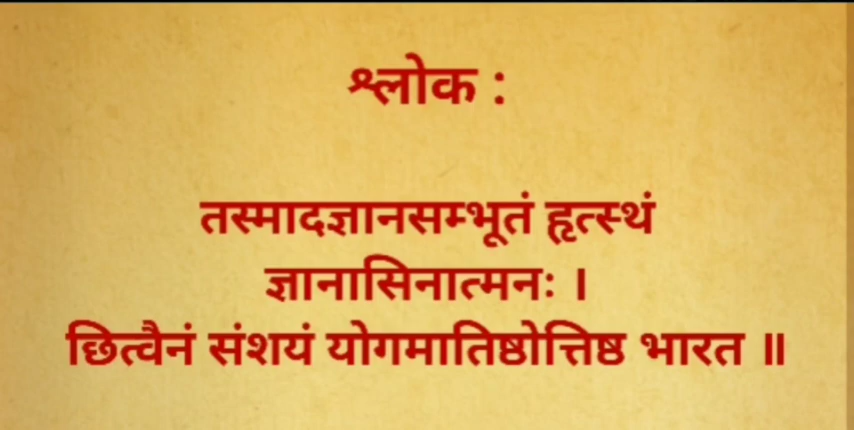 श्लोक :
तस्मादज्ञानसम्भूतं हृत्स्थं
ज्ञानासिनात्मनः ।
छित्वैनं संशयं योगमातिष्ठोत्तिष्ठ भारत ॥